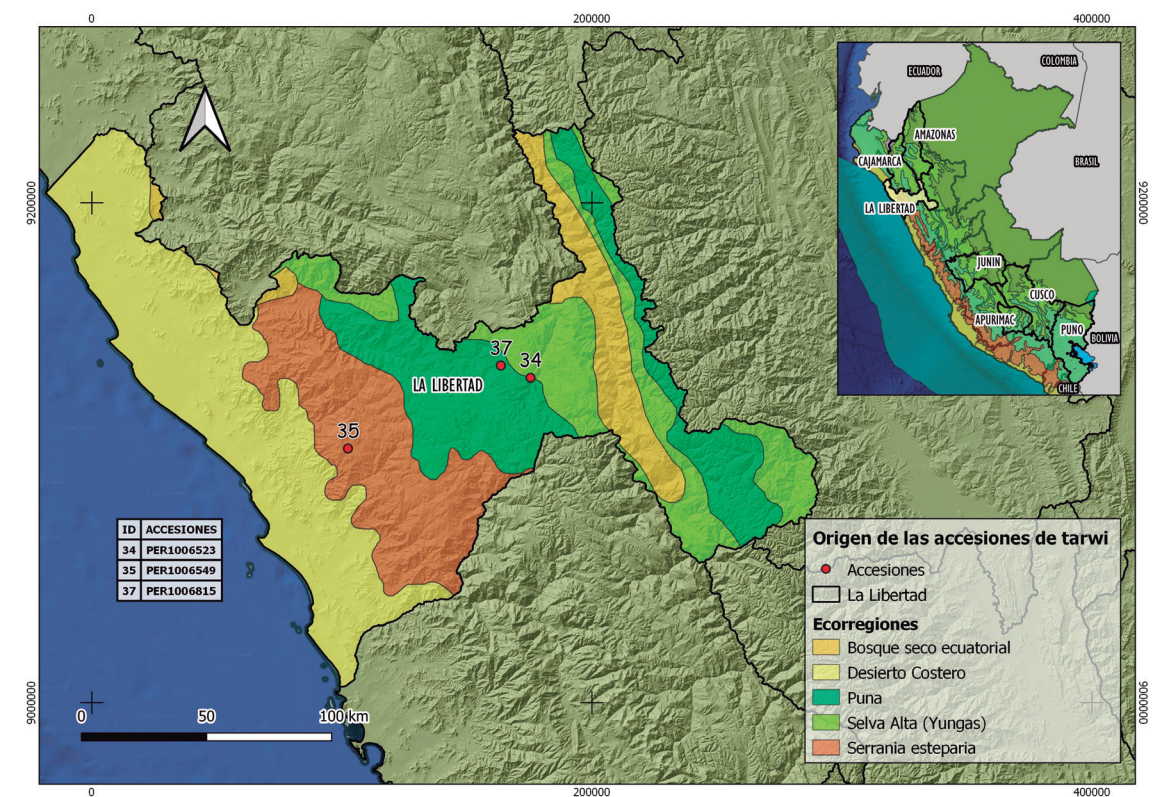 0 200000 400000
9200000
9200000
ECUADOR
COLOMBIA
AMAZONAS
CAJAMARCA
BRASIL
LA LIBERTAD
JUNIN
CUSCO
APURIMAC
PUNO
BOLIVIA
CHILE
37
34
LA LIBERTAD
35
ID ACCESIONES
34 PER1006523
35 PER1006549
37 PER1006815
Origen de las accesiones de tarwi
Accesiones
La Libertad
Ecorregiones
Bosque seco ecuatorial
Desierto Costero
Puna
Selva Alta (Yungas)
Serrania esteparia
9000000
9000000
0 50 100 km
0 200000 400000